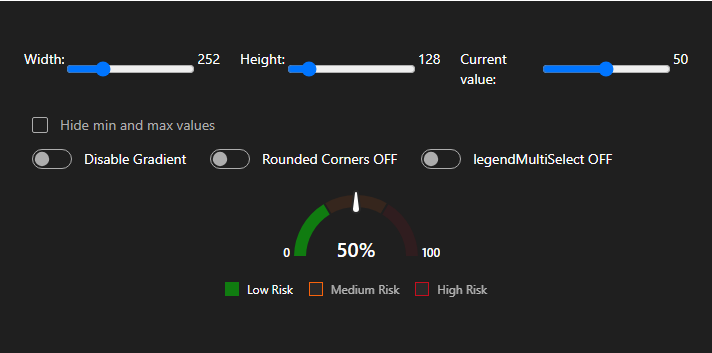 Width: 252 Height: 128 Current value: 50
Hide min and max values
Disable Gradient Rounded Corners OFF legendMultiSelect OFF
0 50% 100
Low Risk Medium Risk High Risk